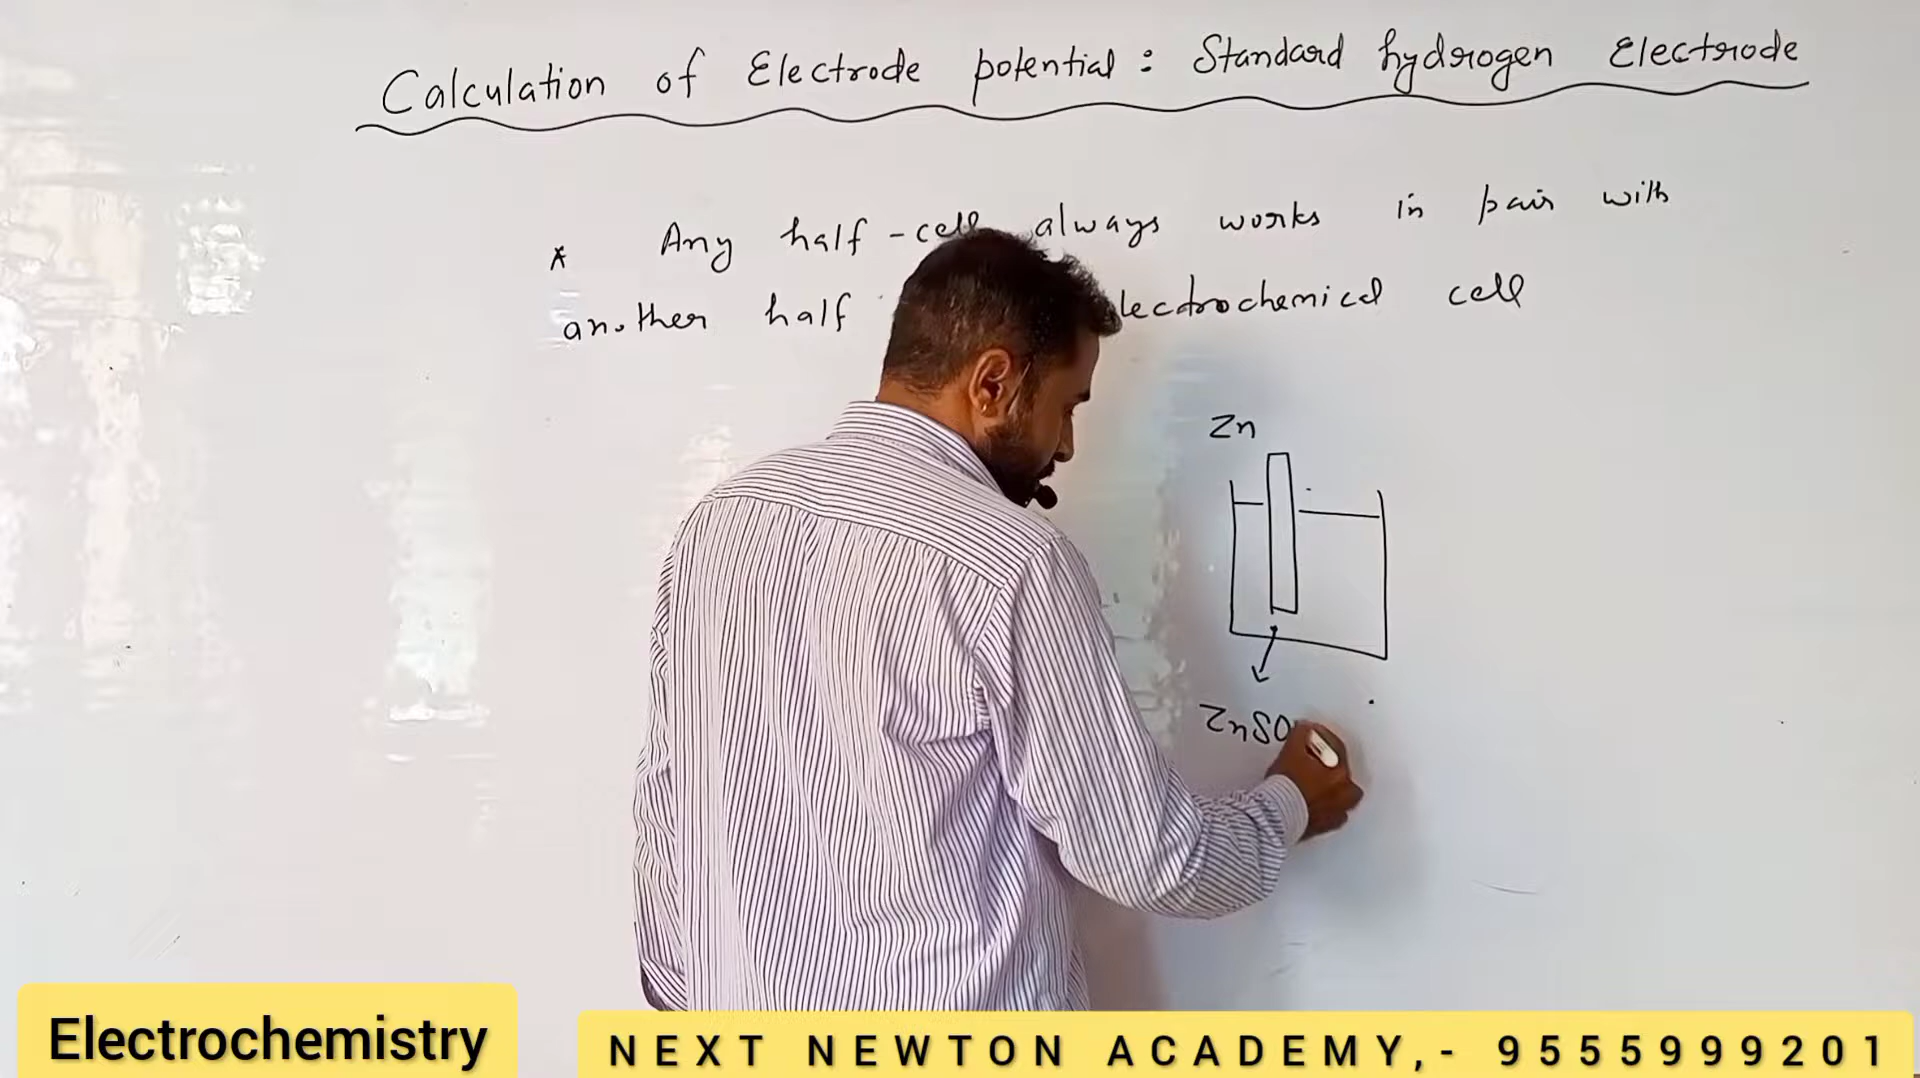 Calculation of Electrode potential : Standard hydrogen Electrode
* Any half-cell always works in pair with
another half lectrochemical cell
Zn
ZnSO
Electrochemistry
NEXT NEWTON ACADEMY,- 9555999201